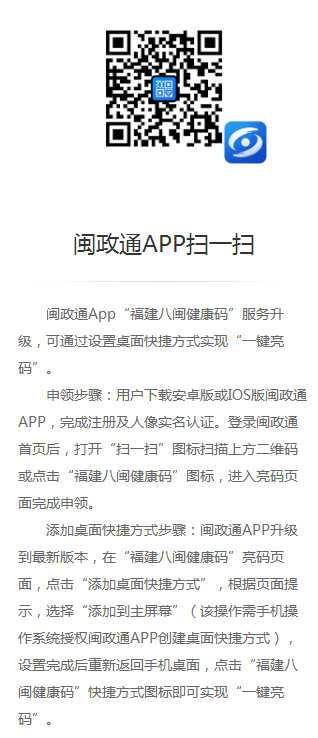 闽政通APP扫一扫
闽政通App“福建八闽健康码”服务升
级，可通过设置桌面快捷方式实现“一键亮
码”。
申领步骤：用户下载安卓版或IOS版闽政通
APP，完成注册及人像实名认证。登录闽政通
首页后，打开“扫一扫”图标扫描上方二维码
或点击“福建八闽健康码”图标，进入亮码页
面完成申领。
添加桌面快捷方式步骤：闽政通APP升级
到最新版本，在“福建八闽健康码”亮码页
面，点击“添加桌面快捷方式”，根据页面提
示，选择“添加到主屏幕”（该操作需手机操
作系统授权闽政通APP创建桌面快捷方式），
设置完成后重新返回手机桌面，点击“福建八
闽健康码”快捷方式图标即可实现“一键亮
码”。